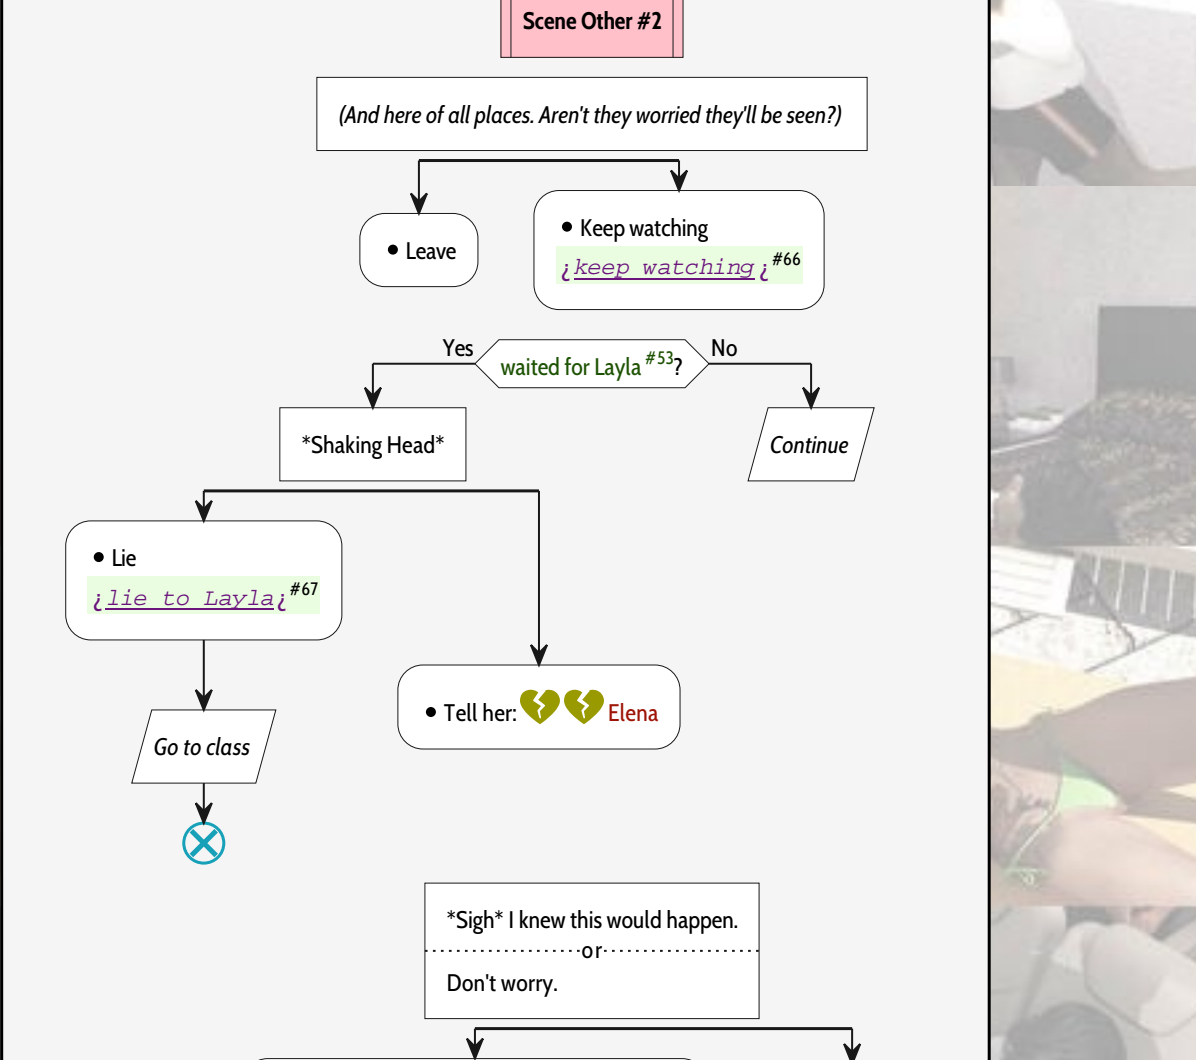 Scene Other #2
(And here of all places. Aren't they worried they'll be seen?)
• Leave
• Keep watching
¿keep watching¿#66
Yes
waited for Layla #53?
No
*Shaking Head*
Continue
• Lie
¿lie to Layla¿#67
• Tell her: Elena
Go to class
*Sigh* I knew this would happen.
or
Don't worry.